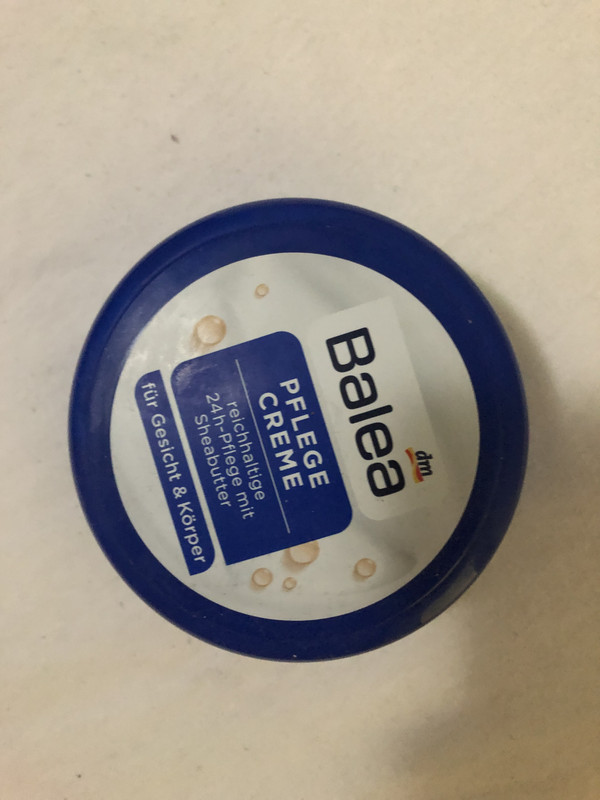 dm
Balea
PFLEGE
CREME
reichhaltige
24h-Pflege mit
Sheabutter
für Gesicht & Körper